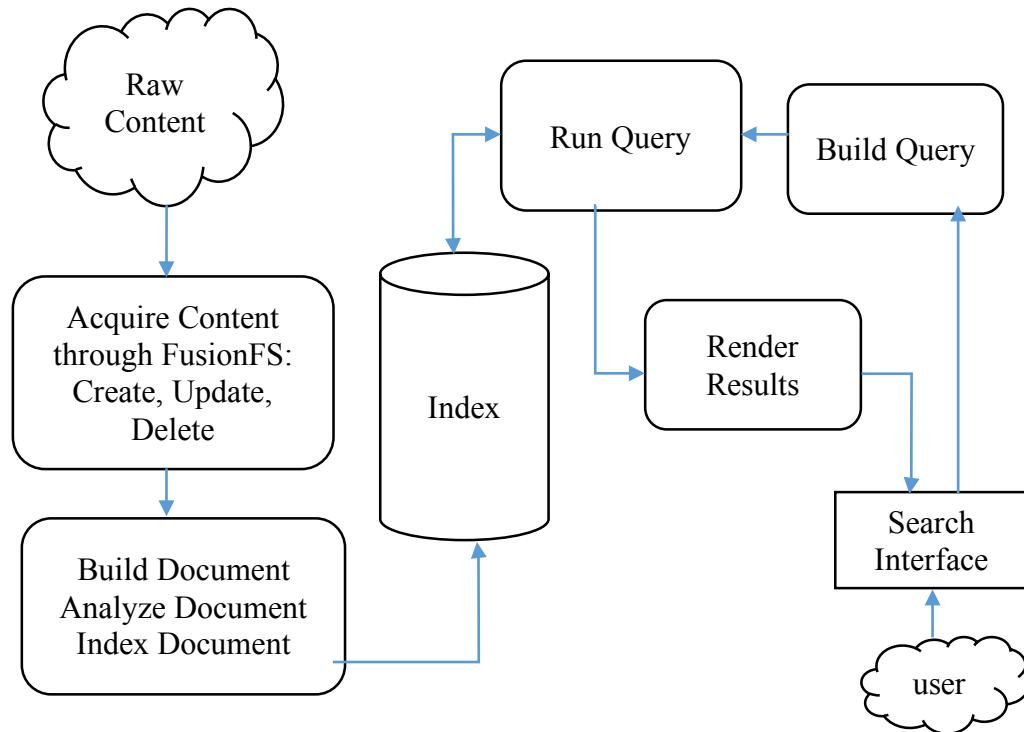 Raw
Content
Acquire Content
through FusionFS:
Create, Update,
Delete
Build Document
Analyze Document
Index Document
Index
Run Query
Build Query
Render
Results
Search
Interface
user